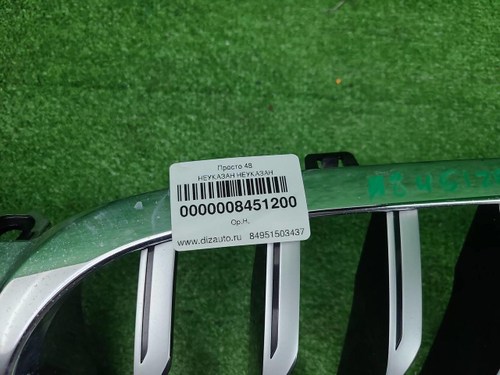 Просто 48
НЕУКАЗАН НЕУКАЗАН
0000008451200
Ор.Н.
www.dizauto.ru 84951503437